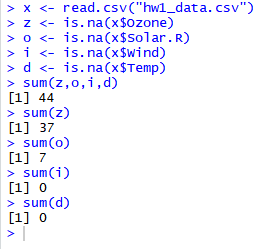 > x <- read.csv("hw1_data.csv")
> z <- is.na(x$Ozone)
> o <- is.na(x$Solar.R)
> i <- is.na(x$Wind)
> d <- is.na(x$Temp)
> sum(z,o,i,d)
[1] 44
> sum(z)
[1] 37
> sum(o)
[1] 7
> sum(i)
[1] 0
> sum(d)
[1] 0
>